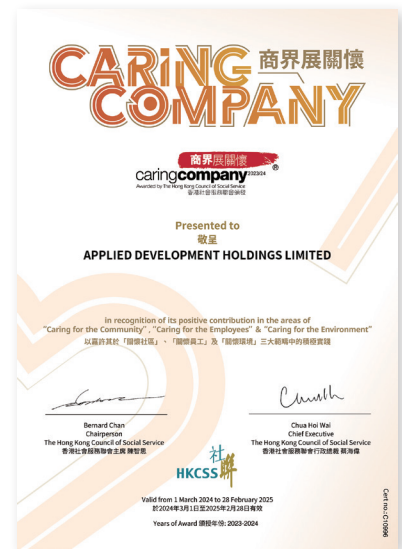 CARING 商界展關懷
COMPANY
商界展關懷
caringcompany 2023/24 ®
Awarded by The Hong Kong Council of Social Service
香港社會服務聯會頒發
Presented to
敬呈
APPLIED DEVELOPMENT HOLDINGS LIMITED
in recognition of its positive contribution in the areas of
"Caring for the Community", "Caring for the Employees" & "Caring for the Environment"
以嘉許其於「關懷社區」、「關懷員工」及「關懷環境」三大範疇中的積極實踐
Bernard Chan
Chairperson
The Hong Kong Council of Social Service
香港社會服務聯會主席 陳智思
Chua Hoi Wai
Chief Executive
The Hong Kong Council of Social Service
香港社會服務聯會行政總裁 蔡海偉
HKCSS 社聯
Valid from 1 March 2024 to 28 February 2025
於2024年3月1日至2025年2月28日有效
Years of Award 頒授年份: 2023-2024
Cert no.: C10996